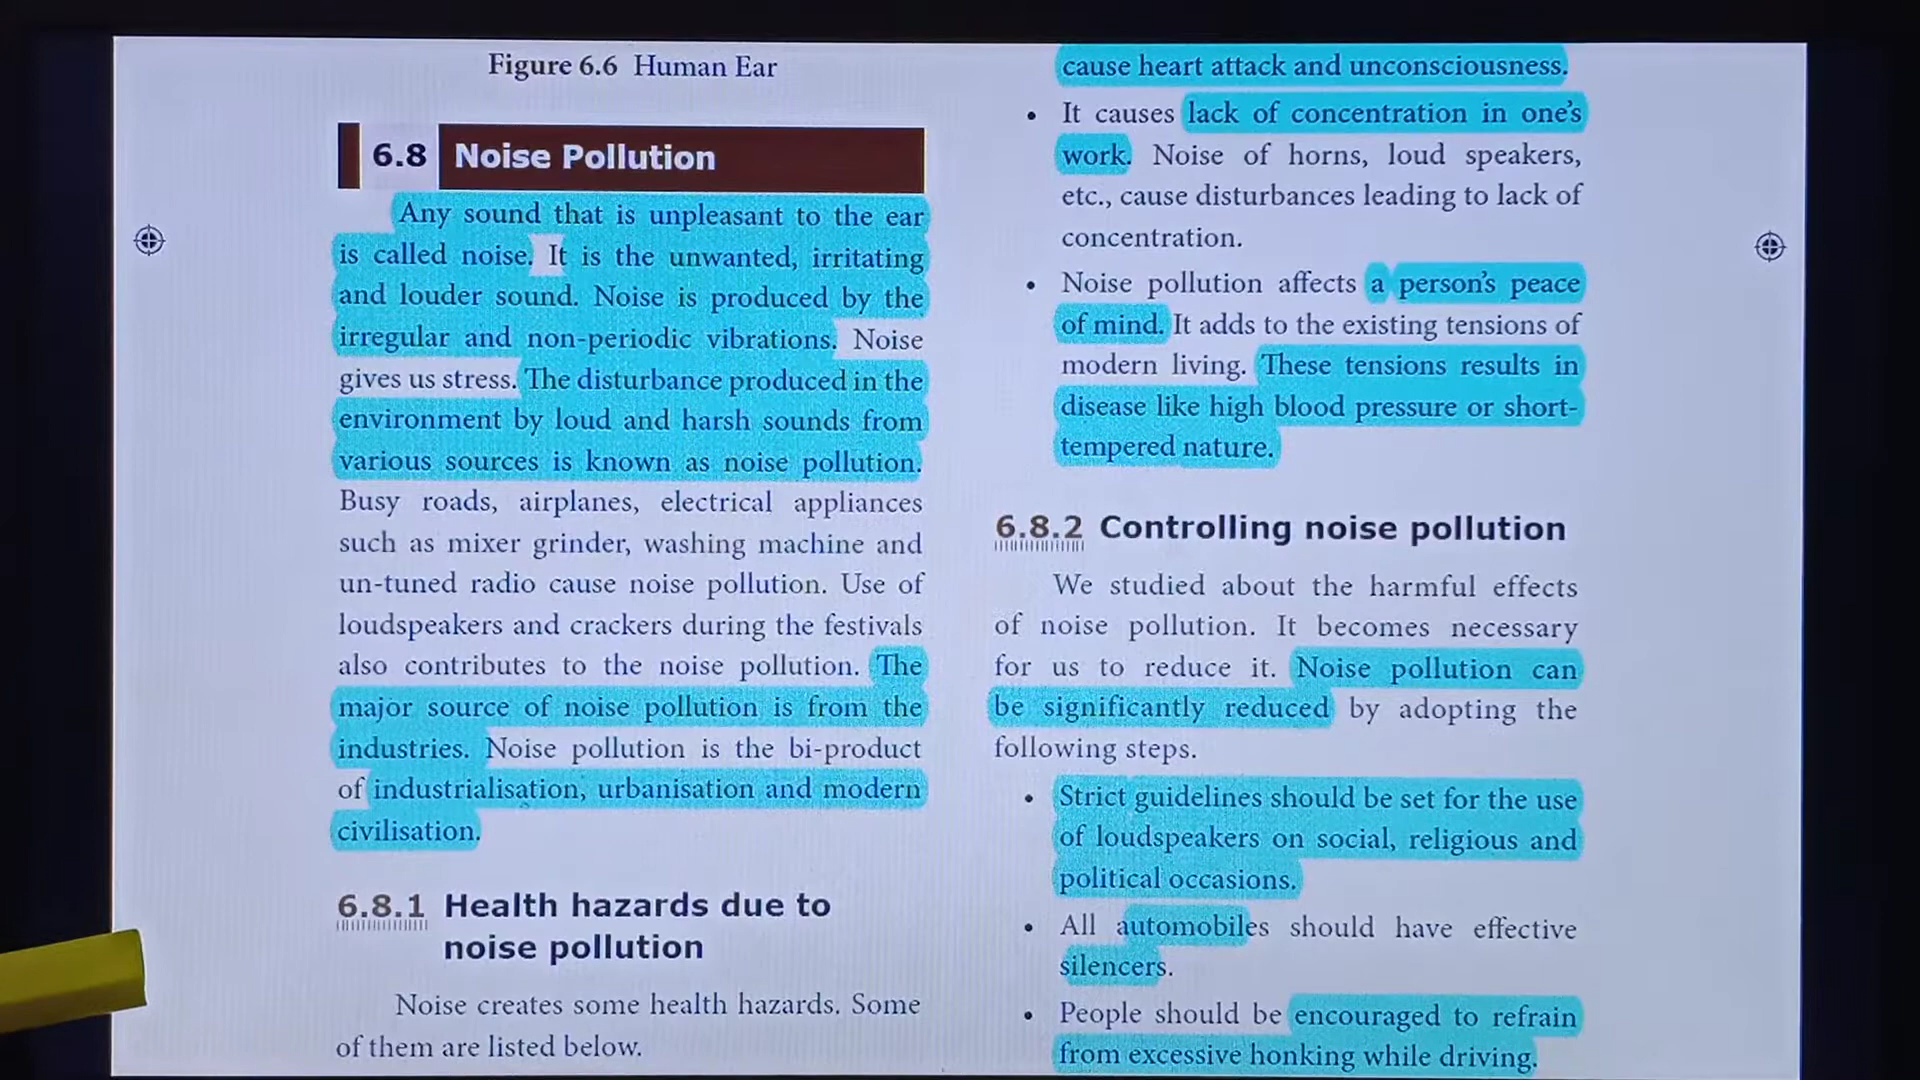 Figure 6.6 Human Ear
6.8 Noise Pollution
Any sound that is unpleasant to the ear
is called noise. It is the unwanted, irritating
and louder sound. Noise is produced by the
irregular and non-periodic vibrations. Noise
gives us stress. The disturbance produced in the
environment by loud and harsh sounds from
various sources is known as noise pollution.
Busy roads, airplanes, electrical appliances
such as mixer grinder, washing machine and
un-tuned radio cause noise pollution. Use of
loudspeakers and crackers during the festivals
also contributes to the noise pollution. The
major source of noise pollution is from the
industries. Noise pollution is the bi-product
of industrialisation, urbanisation and modern
civilisation.
6.8.1 Health hazards due to
noise pollution
Noise creates some health hazards. Some
of them are listed below.
cause heart attack and unconsciousness.
• It causes lack of concentration in one's
work. Noise of horns, loud speakers,
etc., cause disturbances leading to lack of
concentration.
• Noise pollution affects a person's peace
of mind. It adds to the existing tensions of
modern living. These tensions results in
disease like high blood pressure or short-
tempered nature.
6.8.2 Controlling noise pollution
We studied about the harmful effects
of noise pollution. It becomes necessary
for us to reduce it. Noise pollution can
be significantly reduced by adopting the
following steps.
• Strict guidelines should be set for the use
of loudspeakers on social, religious and
political occasions.
• All automobiles should have effective
silencers.
• People should be encouraged to refrain
from excessive honking while driving.